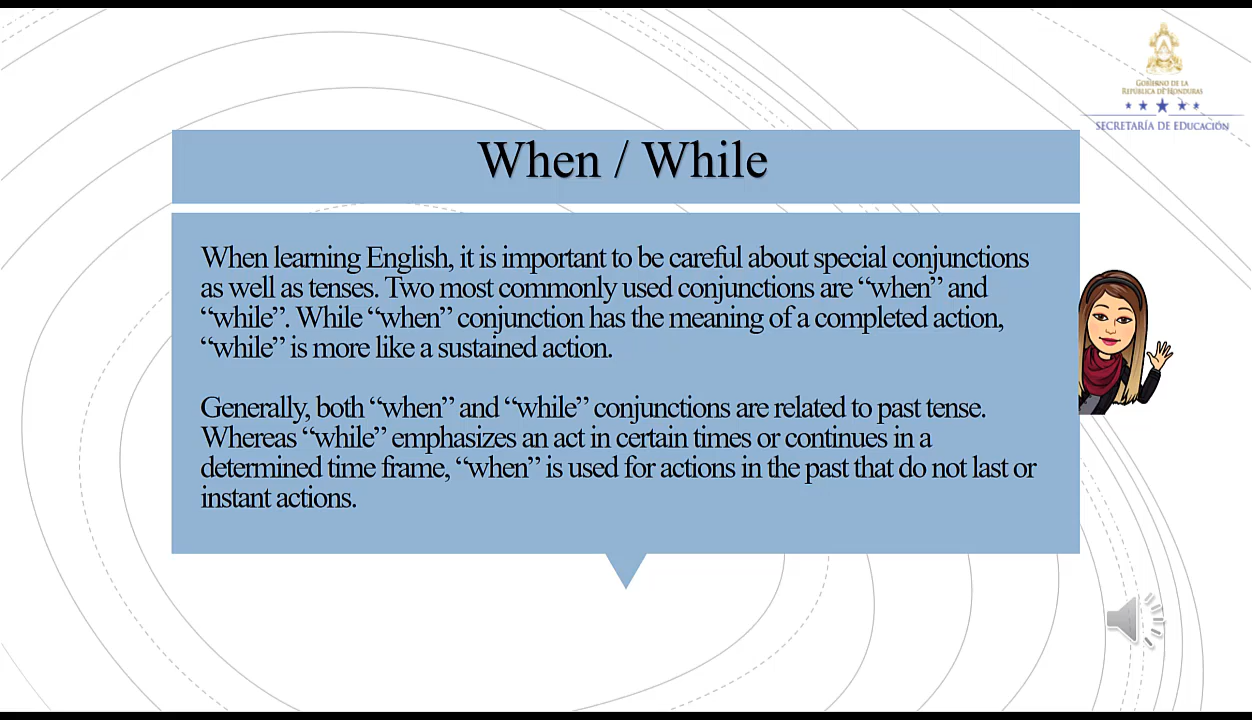 GOBIERNO DE LA
REPÚBLICA DE HONDURAS
SECRETARÍA DE EDUCACIÓN
When / While
When learning English, it is important to be careful about special conjunctions
as well as tenses. Two most commonly used conjunctions are “when” and
“while”. While “when” conjunction has the meaning of a completed action,
“while” is more like a sustained action.
Generally, both “when” and “while” conjunctions are related to past tense.
Whereas “while” emphasizes an act in certain times or continues in a
determined time frame, “when” is used for actions in the past that do not last or
instant actions.